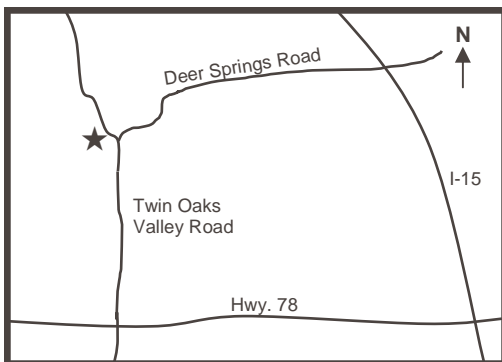 N
Deer Springs Road
I-15
Twin Oaks
Valley Road
Hwy. 78